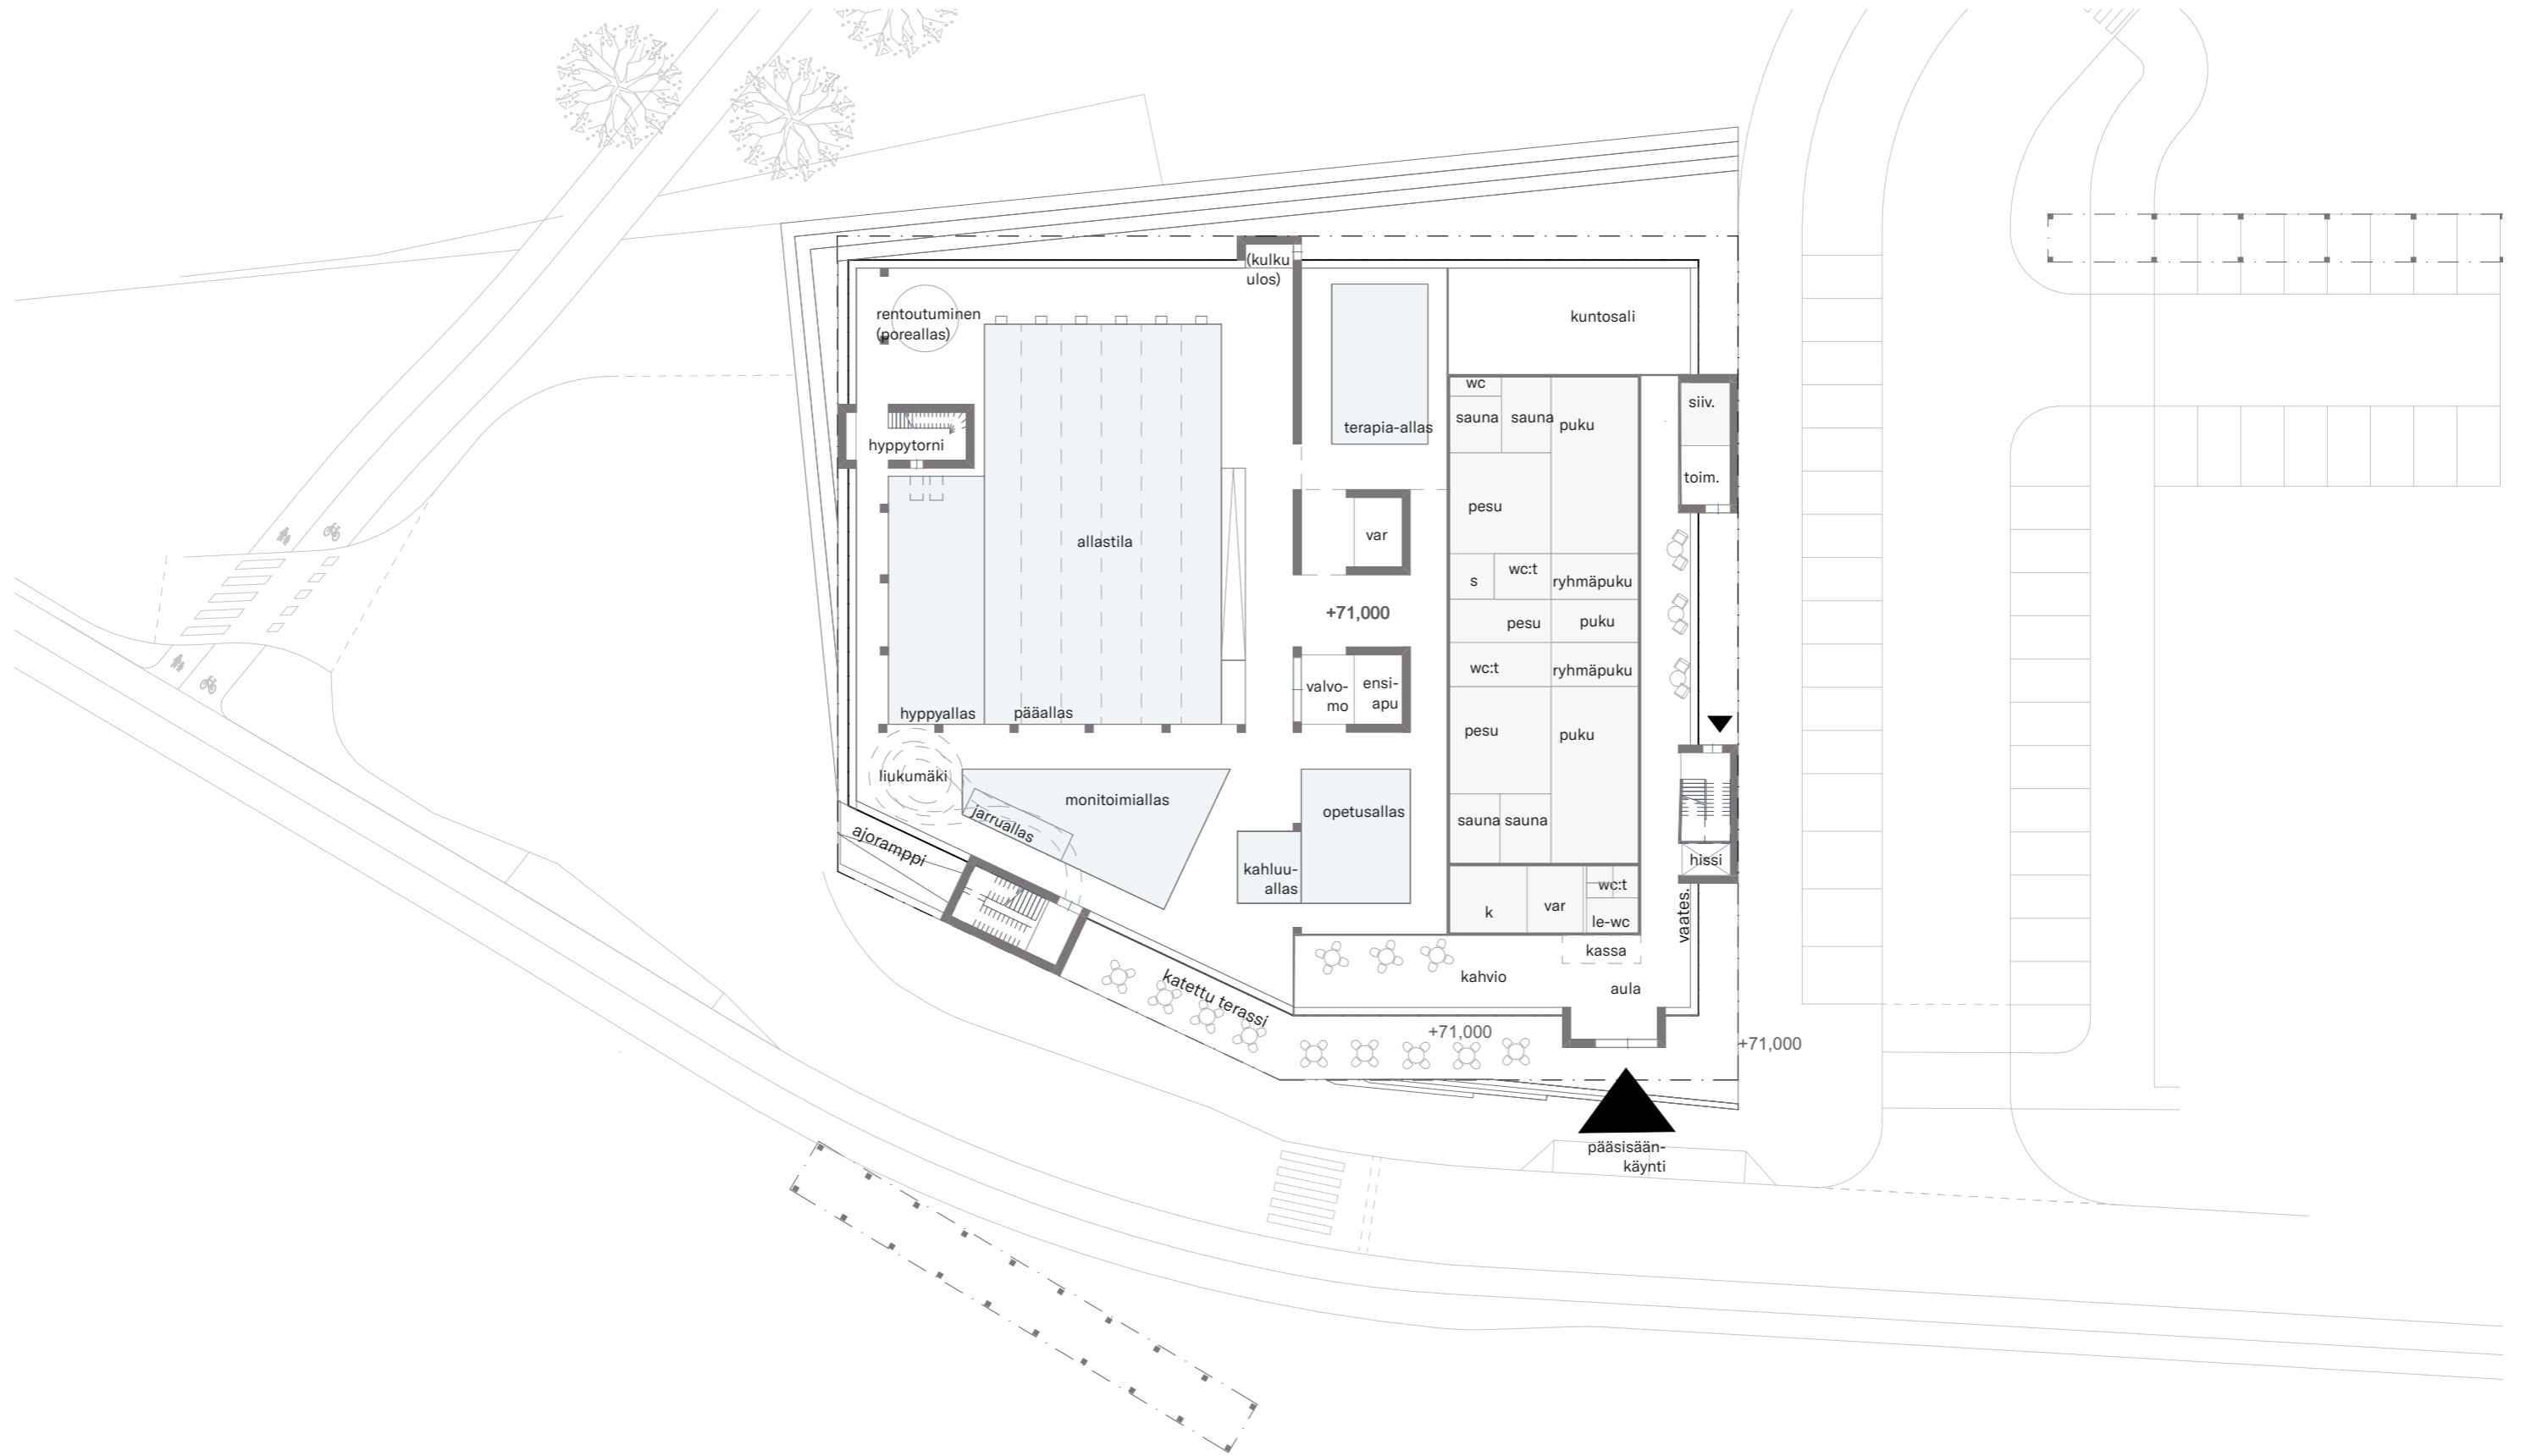 (kulku
ulos)
rentoutuminen
(poreallas)
kuntosali
wc
sauna
sauna
puku
siiv.
terapia-allas
hyppytorni
toim.
pesu
var
allastila
wc:t
s
ryhmäpuku
+71,000
pesu
puku
wc:t
ryhmäpuku
valvo-
mo
ensi-
apu
hyppyallas
pääallas
pesu
puku
liukumäki
monitoimiallas
jarruallas
opetusallas
sauna
sauna
ajoramppi
hissi
kahluu-
allas
wc:t
k
var
le-wc
vaates.
kassa
kahvio
aula
katettu terassi
+71,000
+71,000
pääsisään-
käynti